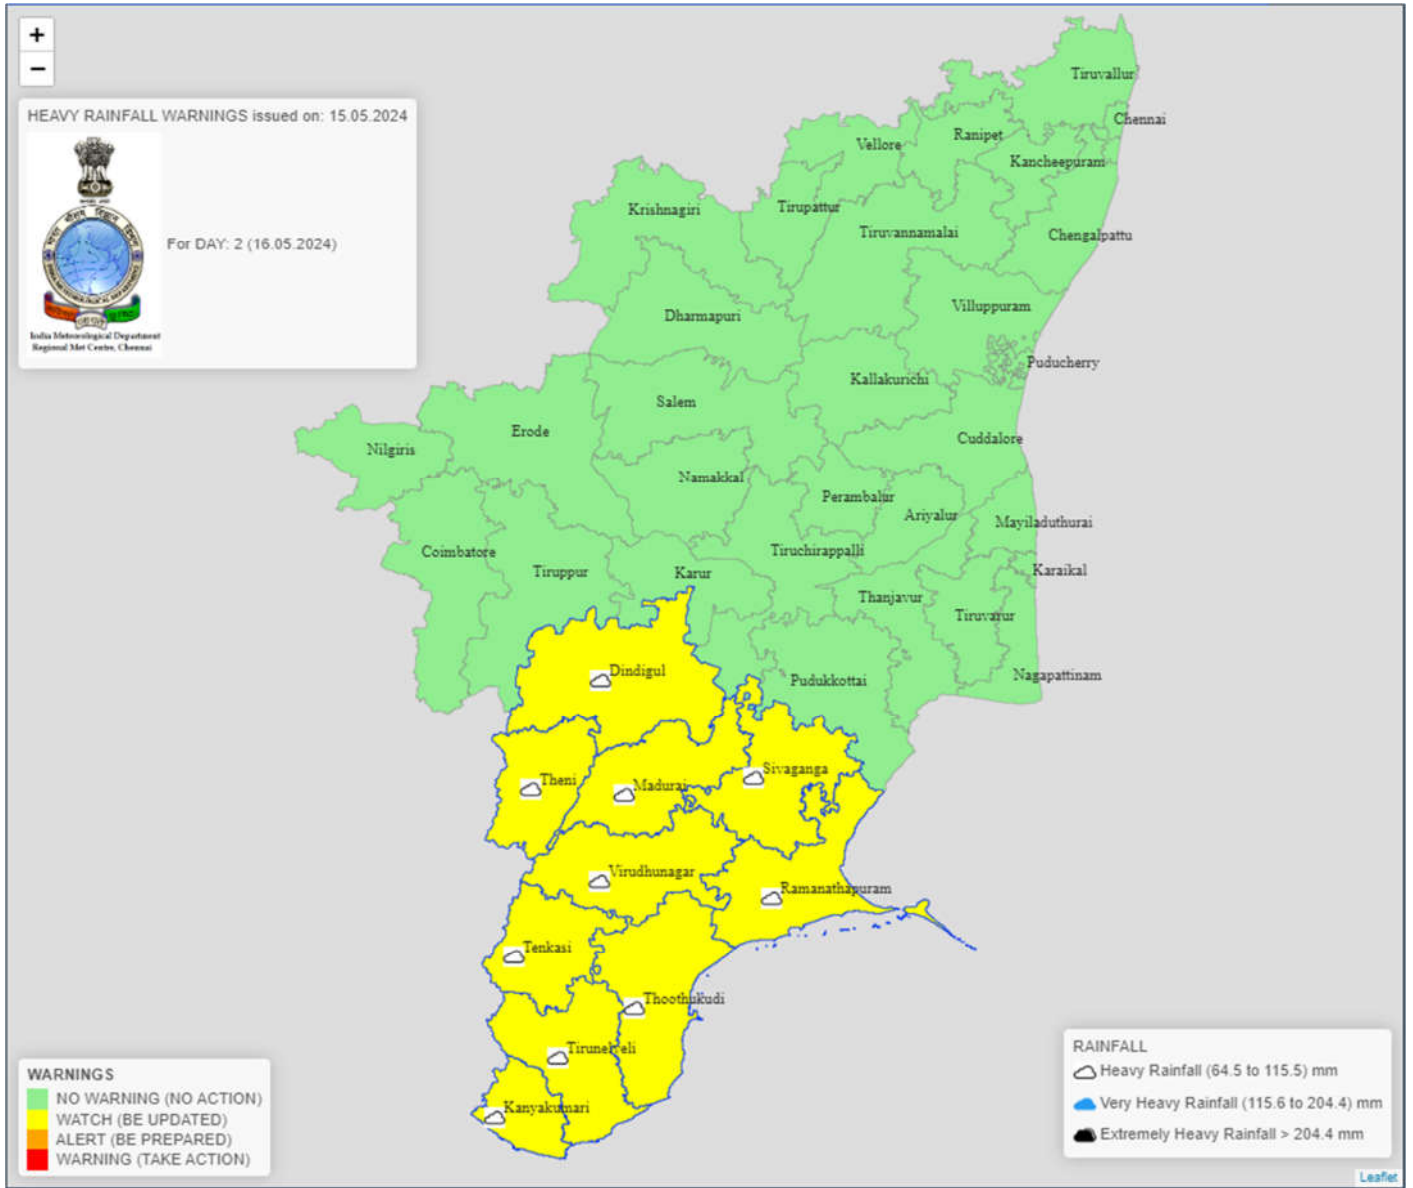 +
−
HEAVY RAINFALL WARNINGS issued on: 15.05.2024
For DAY: 2 (16.05.2024)
India Meteorological Department
Regional Met Centre, Chennai
Tiruvallur
Chennai
Ranipet
Vellore
Kancheepuram
Krishnagiri
Tirupattur
Tiruvannamalai
Chengalpattu
Villuppuram
Dharmapuri
Puducherry
Kallakurichi
Salem
Erode
Cuddalore
Nilgiris
Namakkal
Perambalur
Ariyalur
Mayiladuthurai
Coimbatore
Tiruchirappalli
Tiruppur
Karur
Karaikal
Thanjavur
Tiruvarur
Dindigul
Pudukkottai
Nagapattinam
Sivaganga
Theni
Madurai
Virudhunagar
Ramanathapuram
Tenkasi
Thoothukudi
Tirunelveli
Kanyakumari
WARNINGS
NO WARNING (NO ACTION)
WATCH (BE UPDATED)
ALERT (BE PREPARED)
WARNING (TAKE ACTION)
RAINFALL
Heavy Rainfall (64.5 to 115.5) mm
Very Heavy Rainfall (115.6 to 204.4) mm
Extremely Heavy Rainfall > 204.4 mm
Leaflet